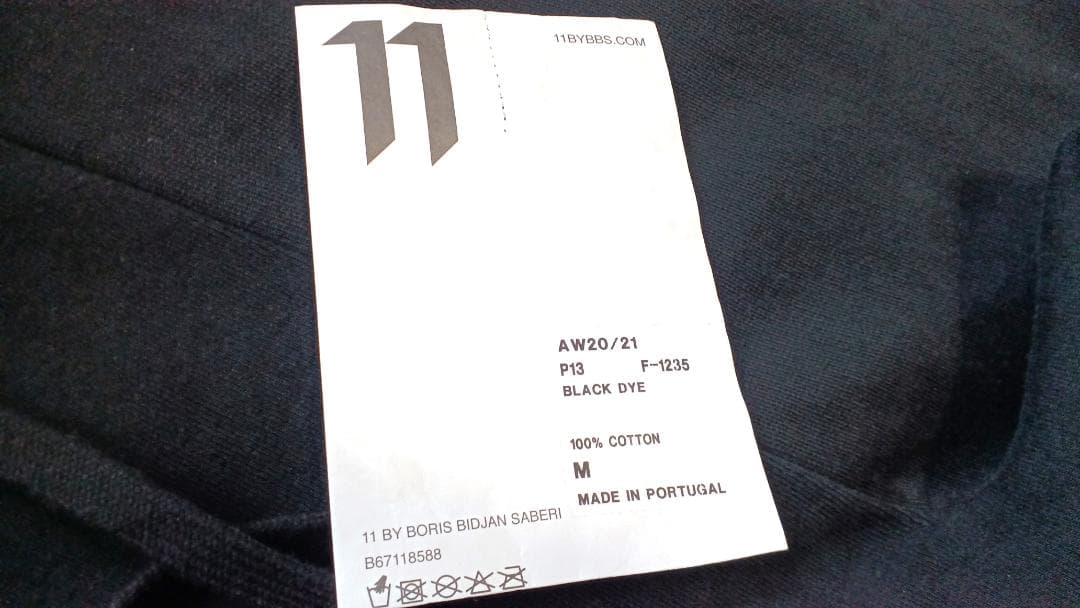 11
11BYBBS.COM
AW20/21
P13 F-1235
BLACK DYE
100% COTTON
M
MADE IN PORTUGAL
11 BY BORIS BIDJAN SABERI
B67118588